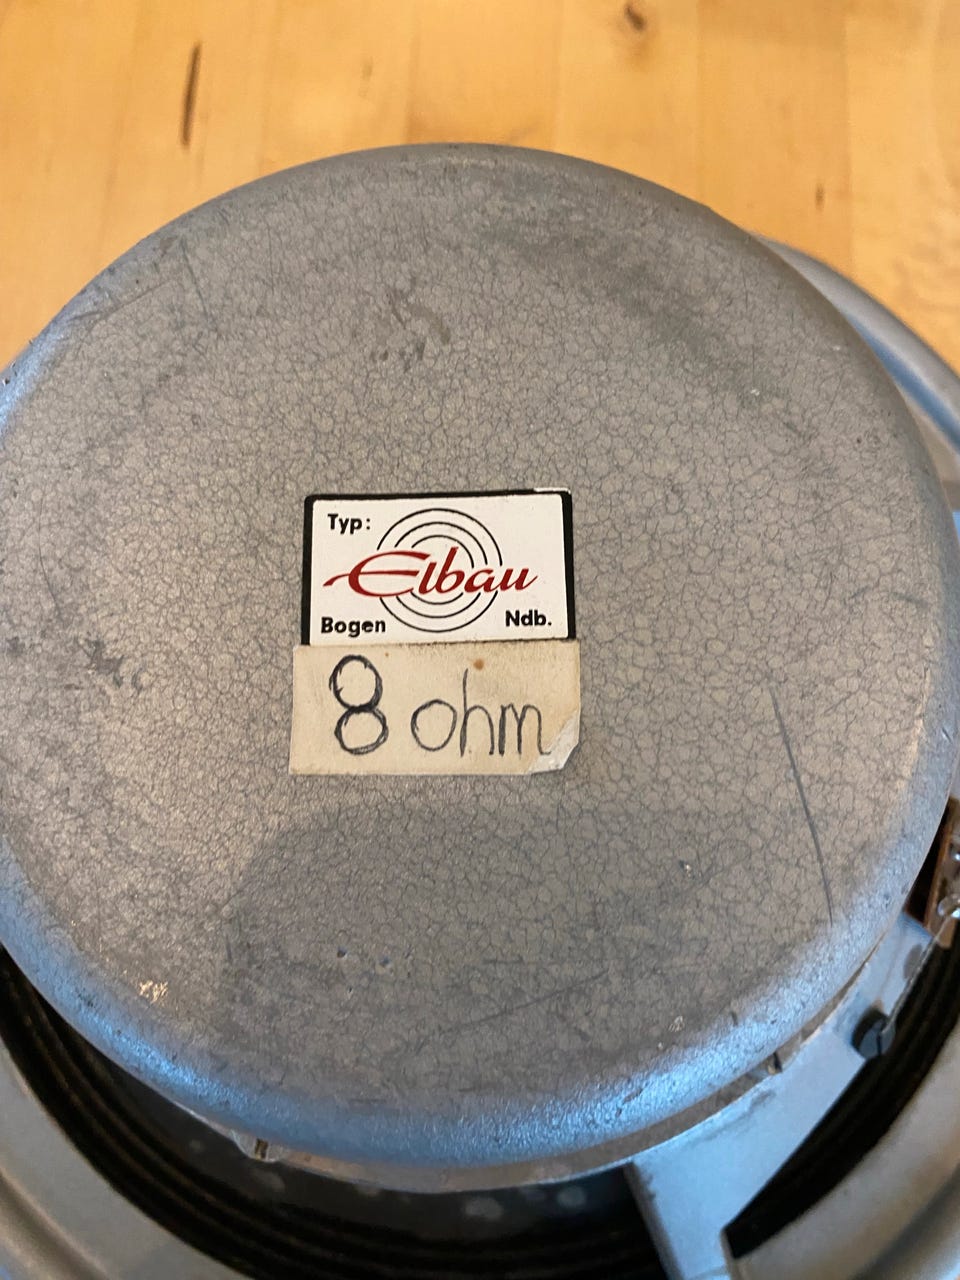 Typ:
Elbau
Bogen Ndb.
8 ohm